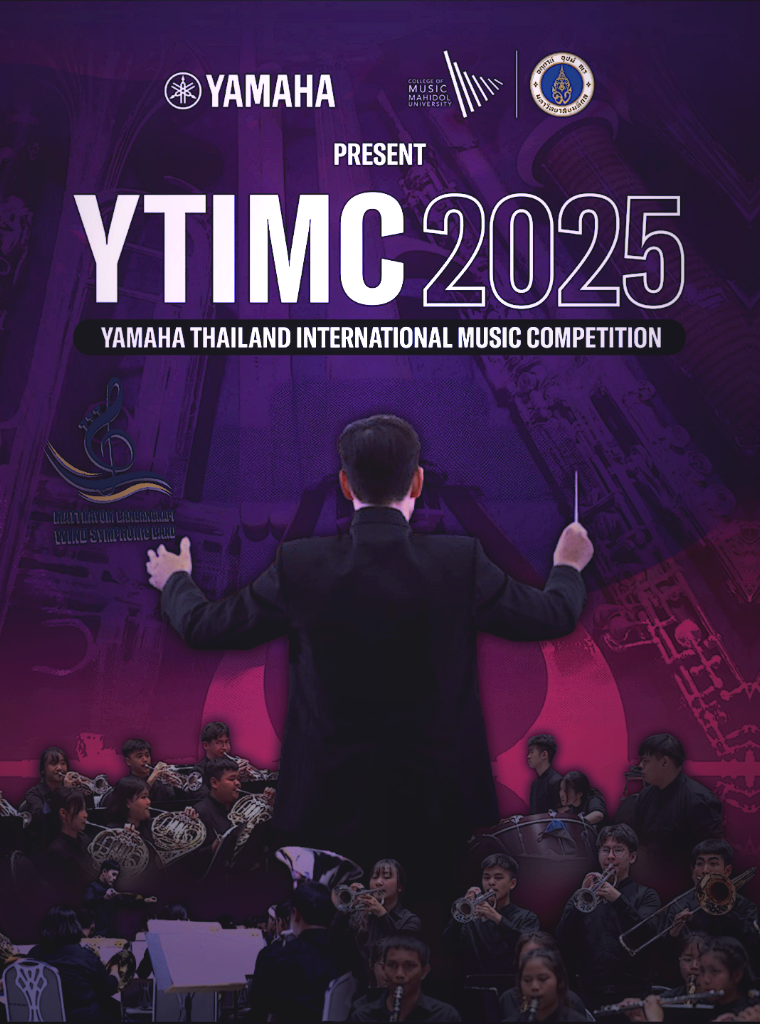 YAMAHA
COLLEGE OF
MUSIC
MAHIDOL
UNIVERSITY
PRESENT
YTIMC 2025
YAMAHA THAILAND INTERNATIONAL MUSIC COMPETITION
WIND SYMPHONIC BAND